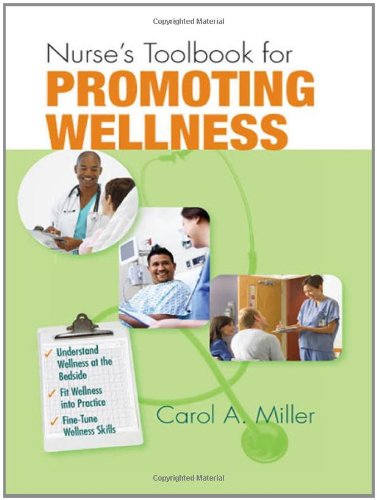 Copyrighted Material
Nurse's Toolbook for
PROMOTING
WELLNESS
✓ Understand
Wellness at the
Bedside
✓ Fit Wellness
into Practice
✓ Fine-Tune
Wellness Skills
Carol A. Miller
Copyrighted Material